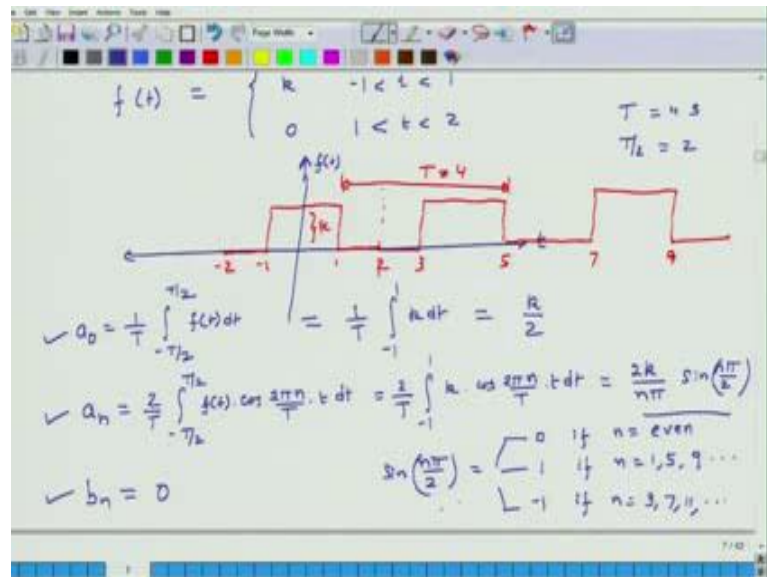 Page Width
f(t) = { k -1 < t < 1
0 1 < t < 2
T = 4 s
T/2 = 2
f(t)
T = 4
}k
t
-2 -1 1 2 3 5 7 9
✓ a₀ = 1/T ∫_{-T/2}^{T/2} f(t) dt = 1/T ∫_{-1}^{1} k dt = k/2
✓ aₙ = 2/T ∫_{-T/2}^{T/2} f(t) · cos 2πn/T · t dt = 2/T ∫_{-1}^{1} k · cos 2πn/T · t dt = 2k/nπ sin(nπ/2)
sin(nπ/2) = 0 if n = even
1 if n = 1, 5, 9 ...
-1 if n = 3, 7, 11, ...
✓ bₙ = 0